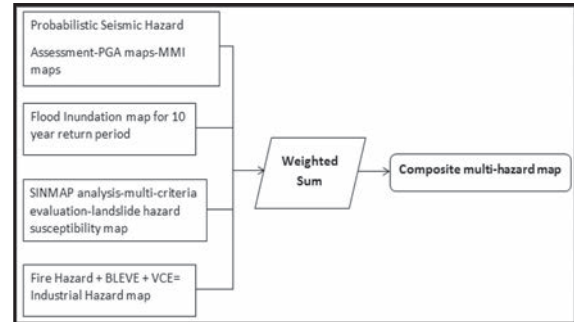 Probabilistic Seismic Hazard
Assessment-PGA maps-MMI
maps
Flood Inundation map for 10
year return period
SINMAP analysis-multi-criteria
evaluation-landslide hazard
susceptibility map
Fire Hazard + BLEVE + VCE=
Industrial Hazard map
Weighted
Sum
Composite multi-hazard map